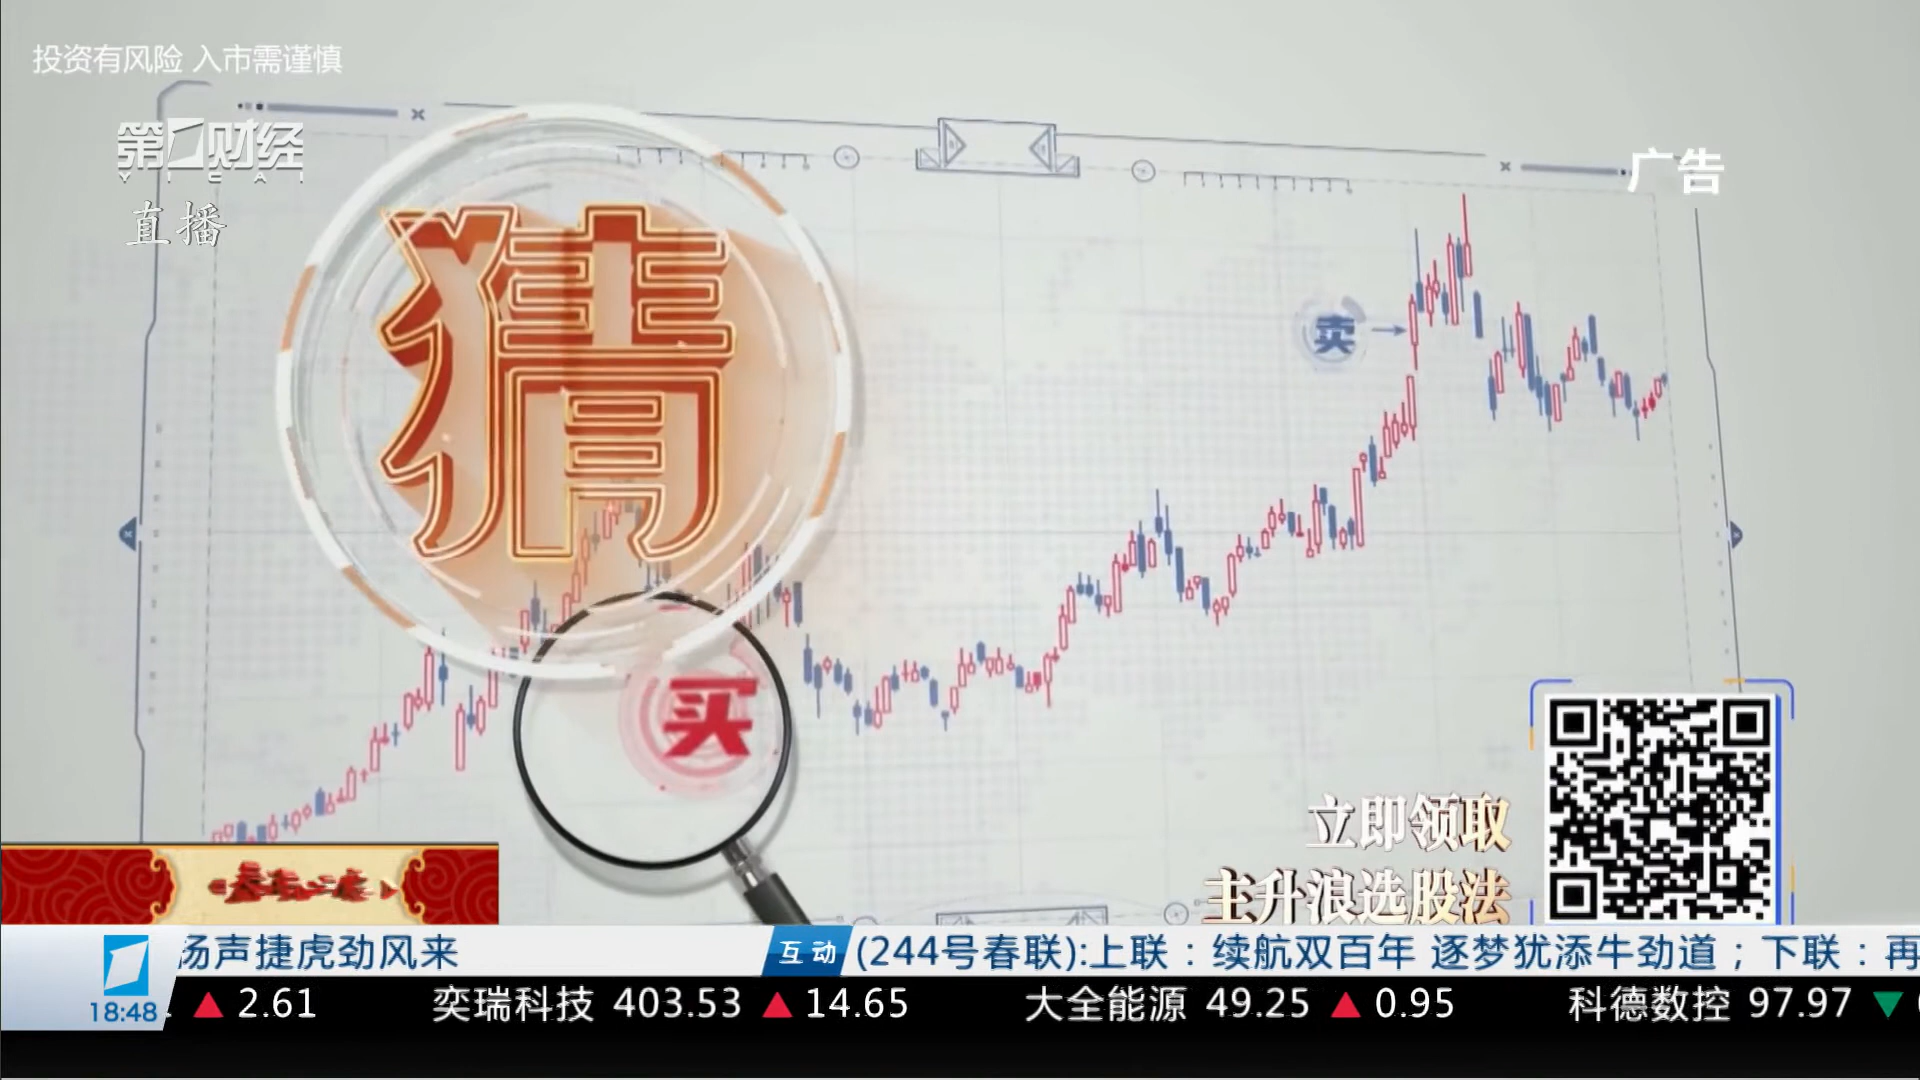 投资有风险 入市需谨慎
第一财经
YICAI
直播
广告
猜
卖
买
立即领取
主升浪选股法
扬声捷虎劲风来
互动
(244号春联):上联：续航双百年 逐梦犹添牛劲道；下联：再
18:48
▲ 2.61 奕瑞科技 403.53 ▲ 14.65 大全能源 49.25 ▲ 0.95 科德数控 97.97 ▼